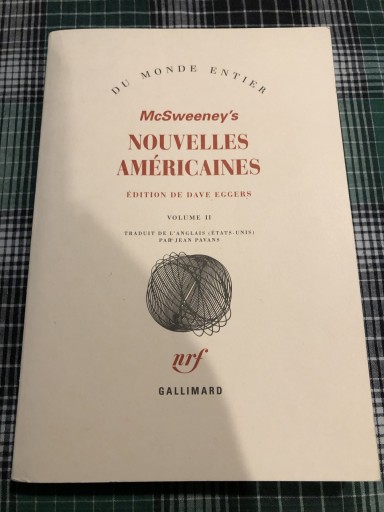 DU MONDE ENTIER
McSweeney's
NOUVELLES
AMÉRICAINES
ÉDITION DE DAVE EGGERS
VOLUME II
TRADUIT DE L'ANGLAIS (ÉTATS-UNIS)
PAR JEAN PAVANS
nrf
GALLIMARD